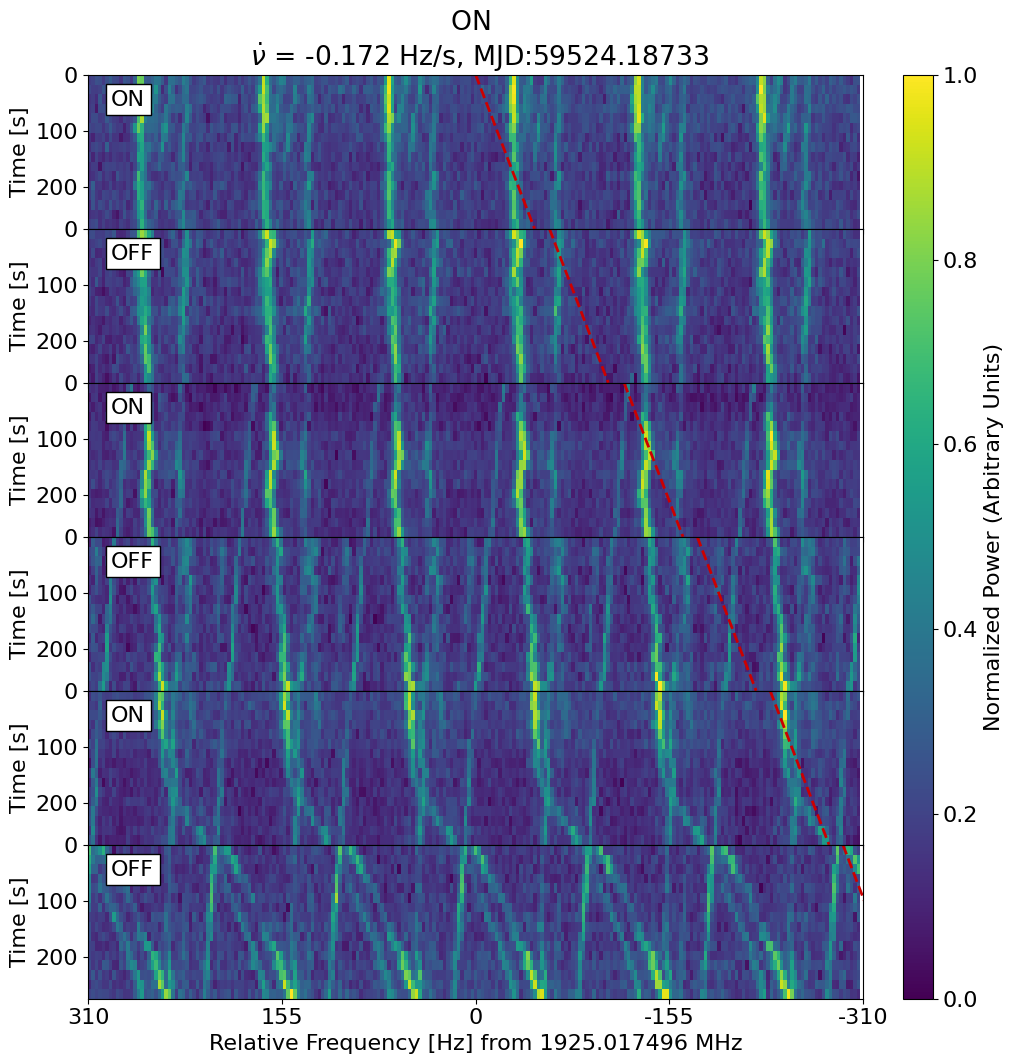 ON
ν̇ = -0.172 Hz/s, MJD:59524.18733
0
ON
100
200
Time [s]
0
OFF
100
200
Time [s]
0
ON
100
200
Time [s]
0
OFF
100
200
Time [s]
0
ON
100
200
Time [s]
0
OFF
100
200
Time [s]
310 155 0 -155 -310
Relative Frequency [Hz] from 1925.017496 MHz
1.0
0.8
0.6
0.4
0.2
0.0
Normalized Power (Arbitrary Units)